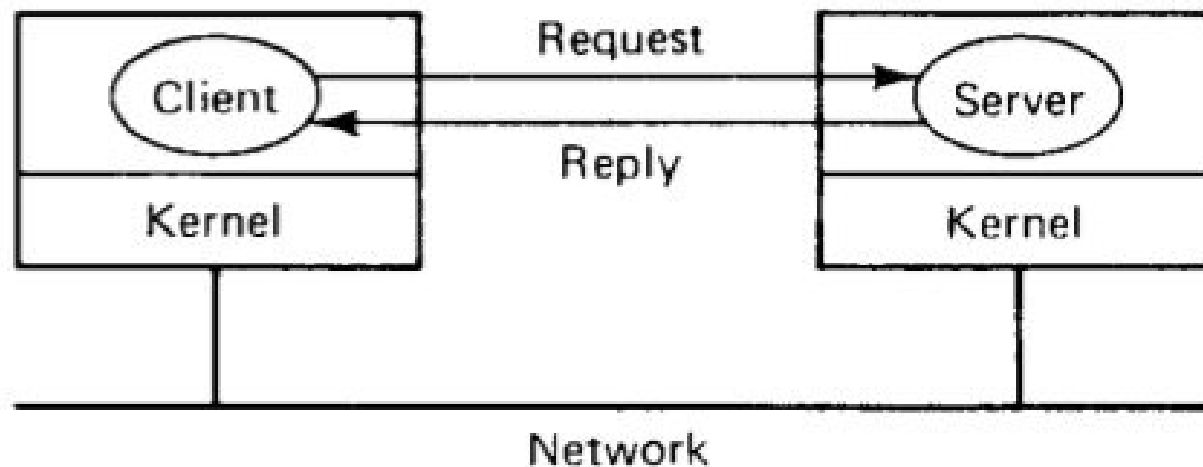 Request
Client
Server
Reply
Kernel
Kernel
Network